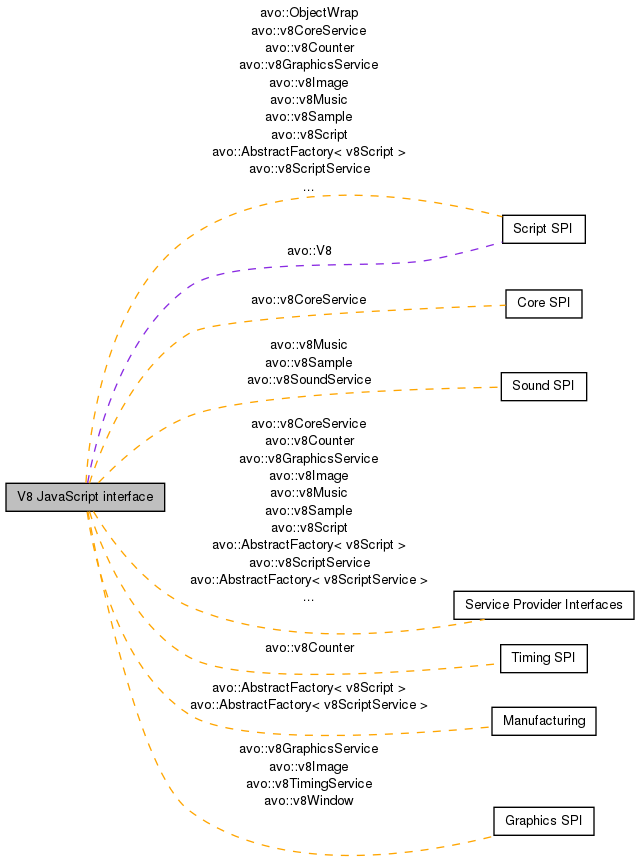 avo::ObjectWrap
avo::v8CoreService
avo::v8Counter
avo::v8GraphicsService
avo::v8Image
avo::v8Music
avo::v8Sample
avo::v8Script
avo::AbstractFactory< v8Script >
avo::v8ScriptService
...
Script SPI
avo::V8
avo::v8CoreService
Core SPI
avo::v8Music
avo::v8Sample
avo::v8SoundService
Sound SPI
avo::v8CoreService
avo::v8Counter
avo::v8GraphicsService
avo::v8Image
avo::v8Music
avo::v8Sample
avo::v8Script
avo::AbstractFactory< v8Script >
avo::v8ScriptService
avo::AbstractFactory< v8ScriptService >
...
V8 JavaScript interface
Service Provider Interfaces
avo::v8Counter
Timing SPI
avo::AbstractFactory< v8Script >
avo::AbstractFactory< v8ScriptService >
Manufacturing
avo::v8GraphicsService
avo::v8Image
avo::v8TimingService
avo::v8Window
Graphics SPI